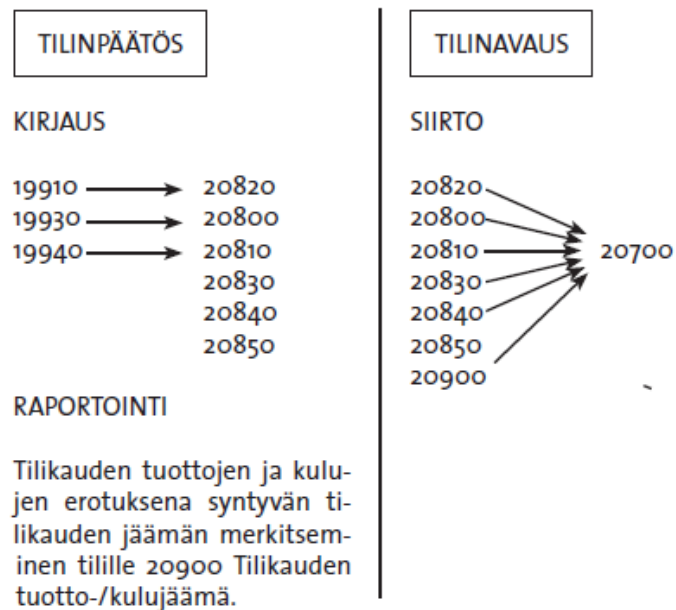 TILINPÄÄTÖS
KIRJAUS
19910 20820
19930 20800
19940 20810
20830
20840
20850
RAPORTOINTI
Tilikauden tuottojen ja kulu-
jen erotuksena syntyvän ti-
likauden jäämän merkitsem-
inen tilille 20900 Tilikauden
tuotto-/kulujäämä.
TILINAVAUS
SIIRTO
20820
20800
20810 20700
20830
20840
20850
20900